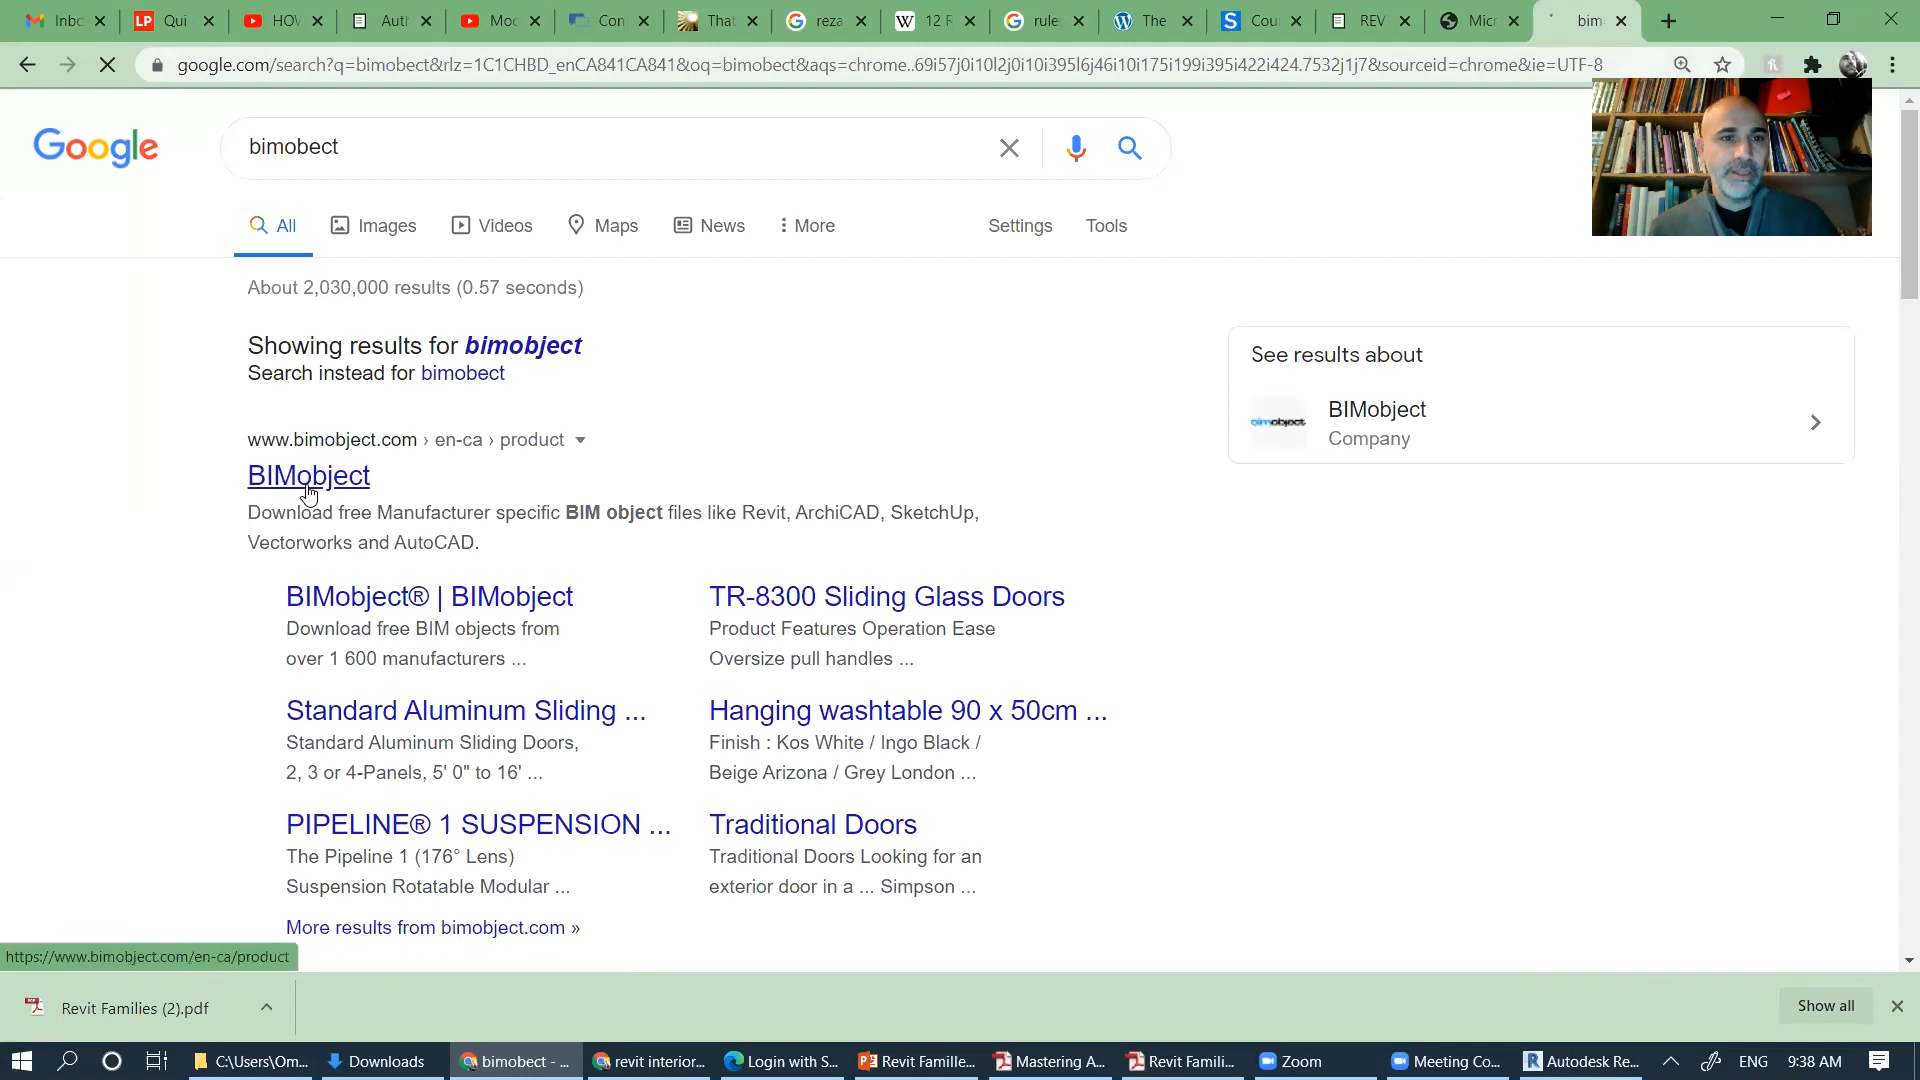 Inbc
LP Qui
HOV
Auth
Moc
Con
That
reza
W 12 F
rule
The
S Cou
REV
Micr
bim
google.com/search?q=bimobect&rlz=1C1CHBD_enCA841CA841&oq=bimobect&aqs=chrome..69i57j0i10l2j0i10i395l6j46i10i175i199i395i422i424.7532j1j7&sourceid=chrome&ie=UTF-8
Google
bimobect
All
Images
Videos
Maps
News
More
Settings
Tools
About 2,030,000 results (0.57 seconds)
Showing results for bimobject
Search instead for bimobect
See results about
bimobject
BIMobject
Company
www.bimobject.com › en-ca › product
BIMobject
Download free Manufacturer specific BIM object files like Revit, ArchiCAD, SketchUp,
Vectorworks and AutoCAD.
BIMobject® | BIMobject
Download free BIM objects from
over 1 600 manufacturers ...
TR-8300 Sliding Glass Doors
Product Features Operation Ease
Oversize pull handles ...
Standard Aluminum Sliding ...
Standard Aluminum Sliding Doors,
2, 3 or 4-Panels, 5' 0" to 16' ...
Hanging washtable 90 x 50cm ...
Finish : Kos White / Ingo Black /
Beige Arizona / Grey London ...
PIPELINE® 1 SUSPENSION ...
The Pipeline 1 (176° Lens)
Suspension Rotatable Modular ...
Traditional Doors
Traditional Doors Looking for an
exterior door in a ... Simpson ...
More results from bimobject.com »
https://www.bimobject.com/en-ca/product
Revit Families (2).pdf
Show all
C:\Users\Om...
Downloads
bimobect - ...
revit interior...
Login with S...
Revit Famille...
Mastering A...
Revit Famili...
Zoom
Meeting Co...
R Autodesk Re...
ENG
9:38 AM